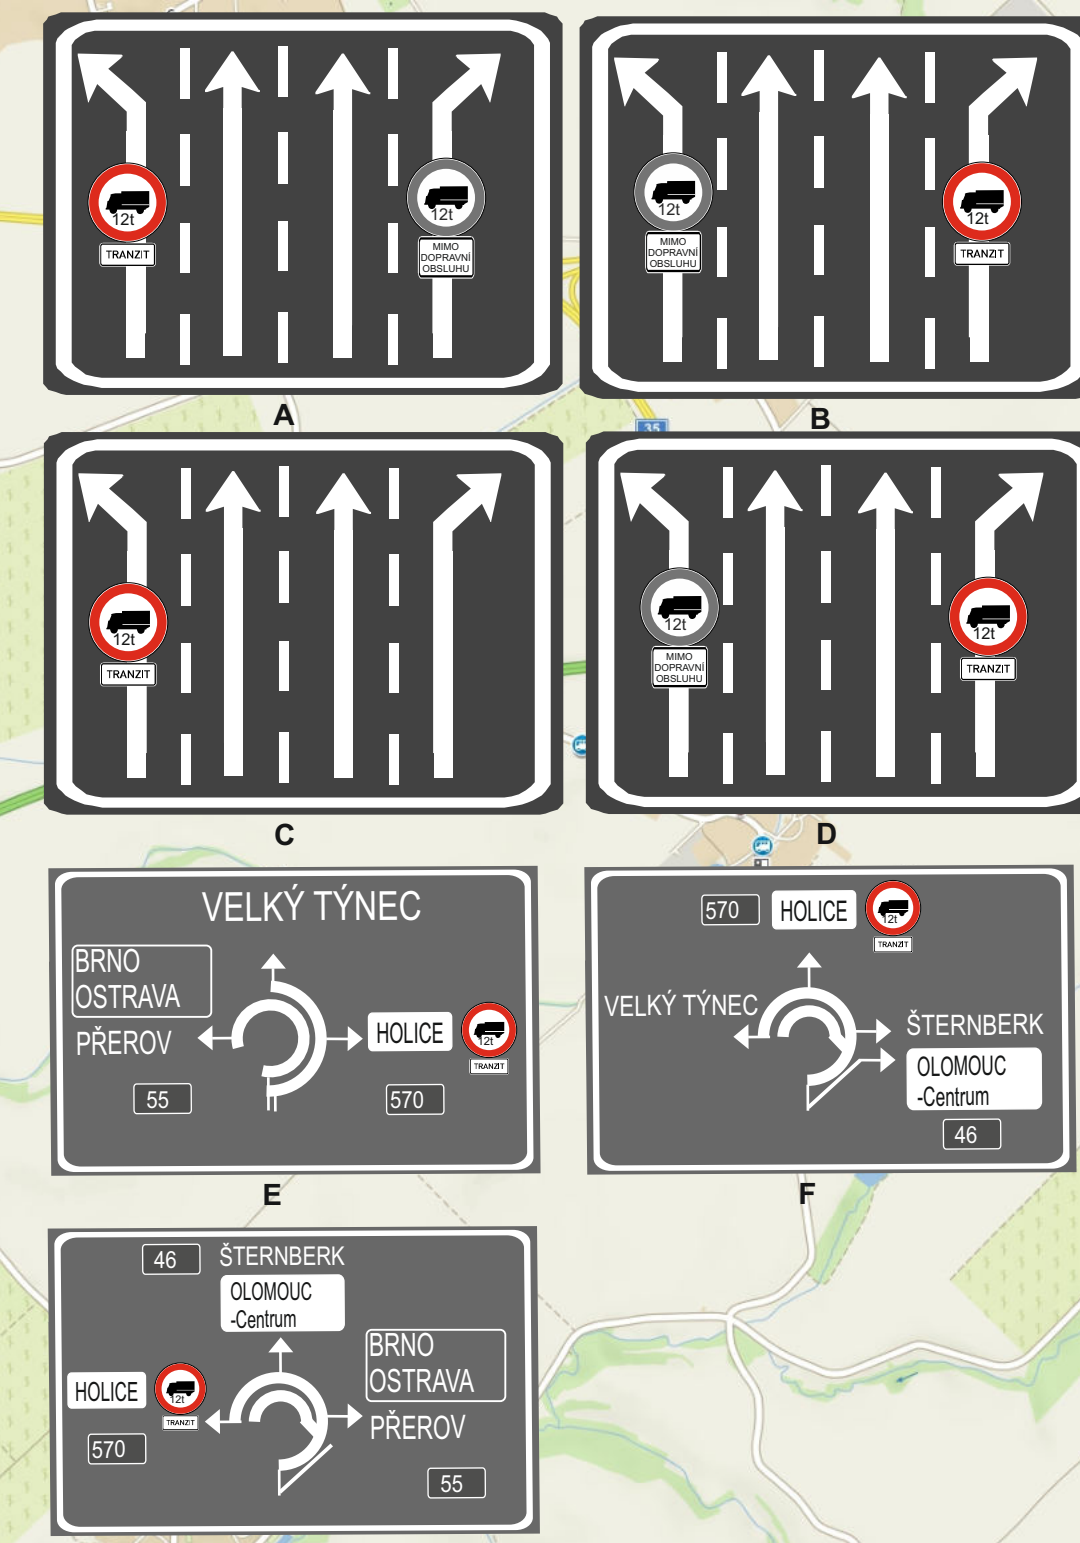 12t
TRANZIT
12t
MIMO
DOPRAVNÍ
OBSLUHU
A
12t
MIMO
DOPRAVNÍ
OBSLUHU
12t
TRANZIT
B
35
12t
TRANZIT
C
12t
MIMO
DOPRAVNÍ
OBSLUHU
12t
TRANZIT
D
VELKÝ TÝNEC
BRNO
OSTRAVA
PŘEROV
55
HOLICE
12t
TRANZIT
570
E
570
HOLICE
12t
TRANZIT
VELKÝ TÝNEC
ŠTERNBERK
OLOMOUC
-Centrum
46
F
46
ŠTERNBERK
OLOMOUC
-Centrum
HOLICE
12t
TRANZIT
570
BRNO
OSTRAVA
PŘEROV
55